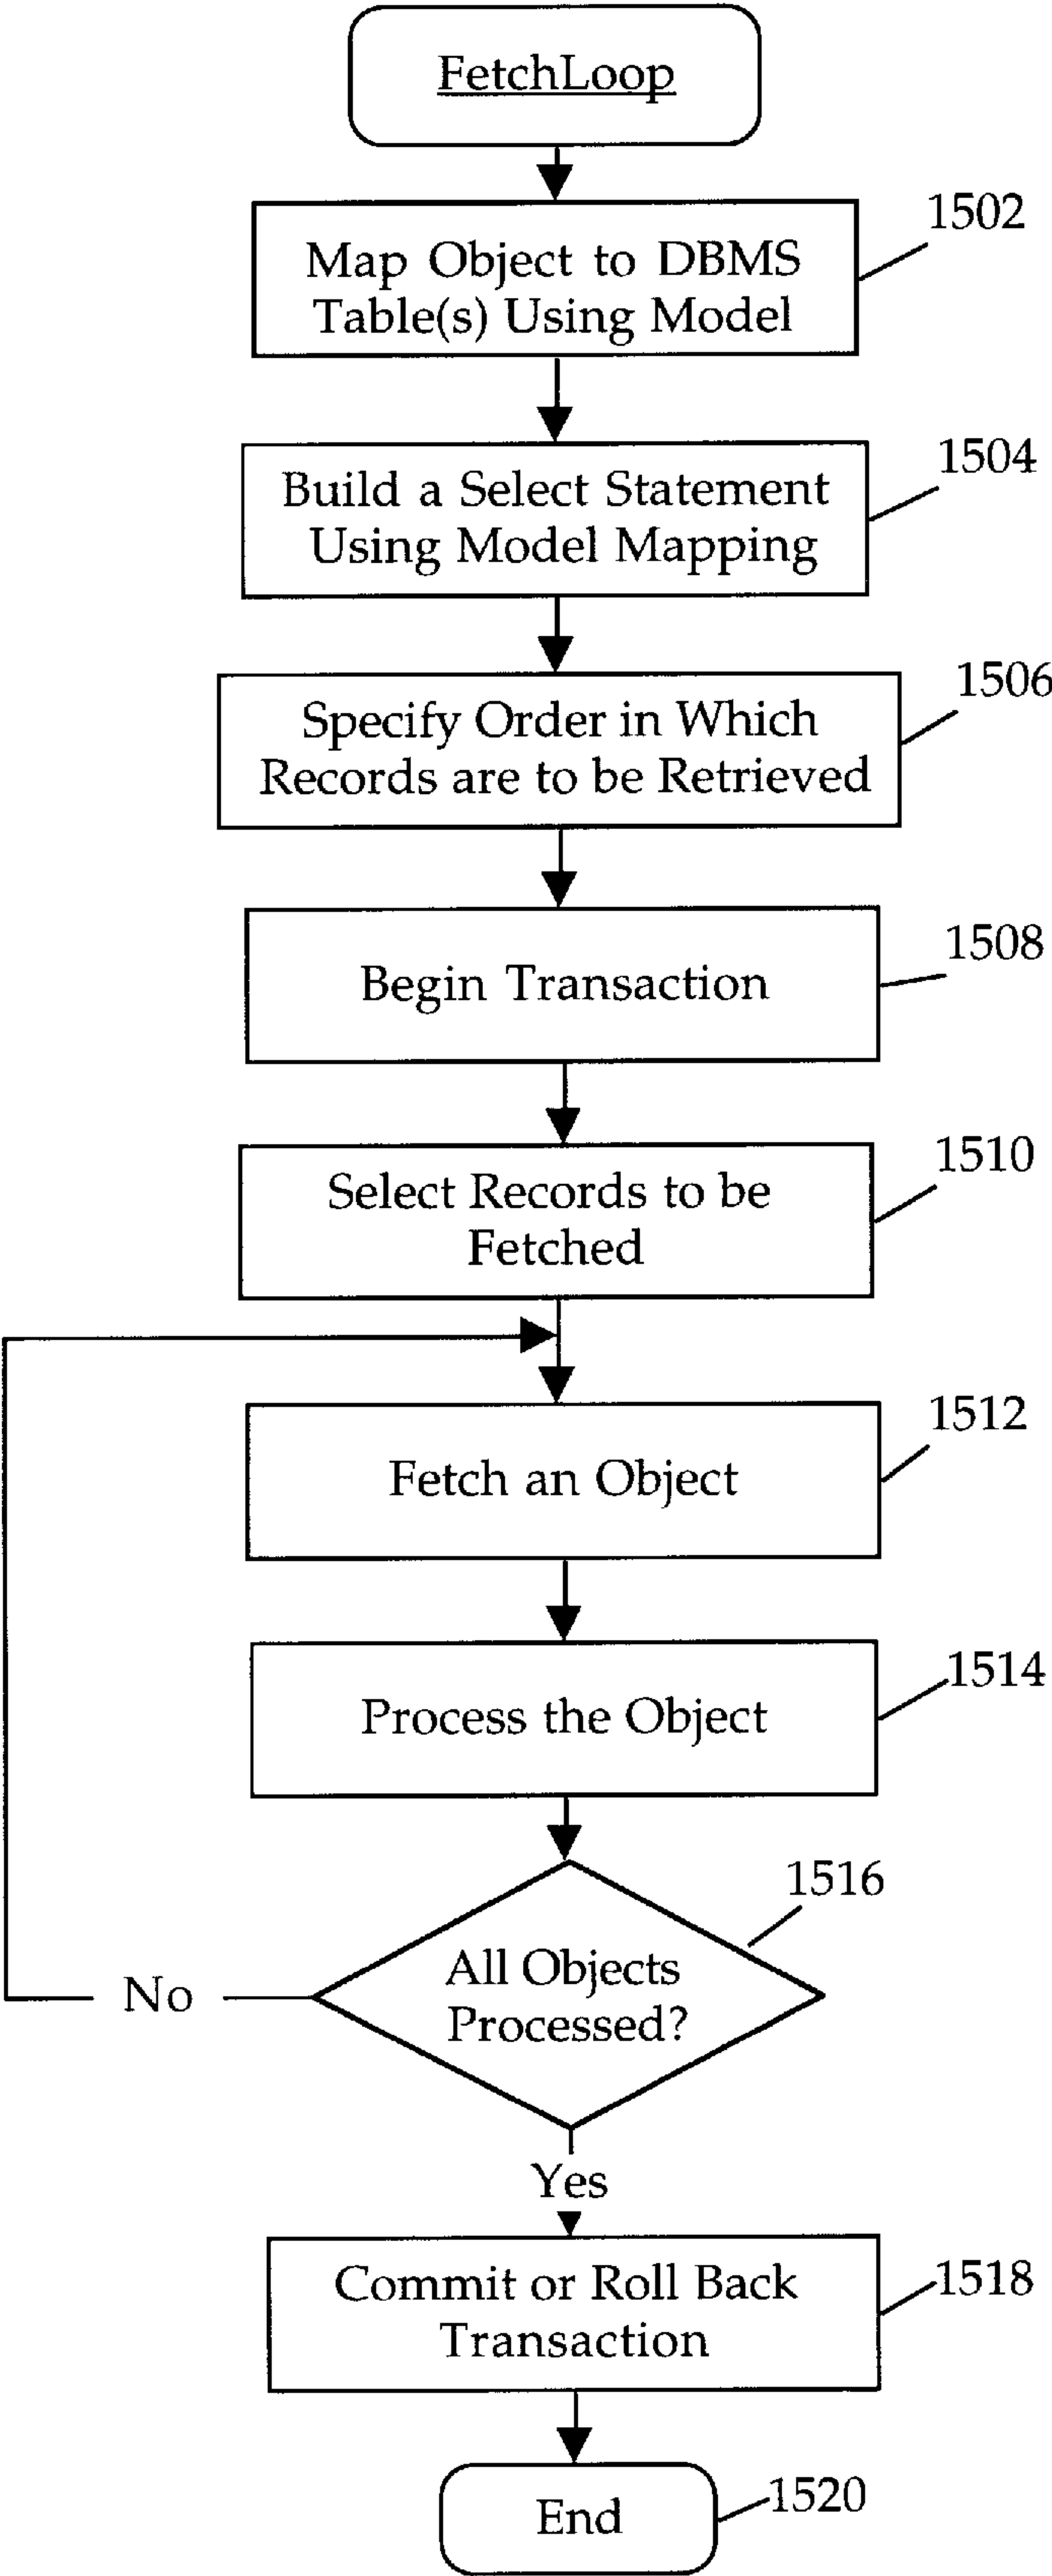 FetchLoop
1502
Map Object to DBMS
Table(s) Using Model
1504
Build a Select Statement
Using Model Mapping
1506
Specify Order in Which
Records are to be Retrieved
1508
Begin Transaction
1510
Select Records to be
Fetched
1512
Fetch an Object
1514
Process the Object
1516
All Objects
Processed?
No
Yes
1518
Commit or Roll Back
Transaction
1520
End